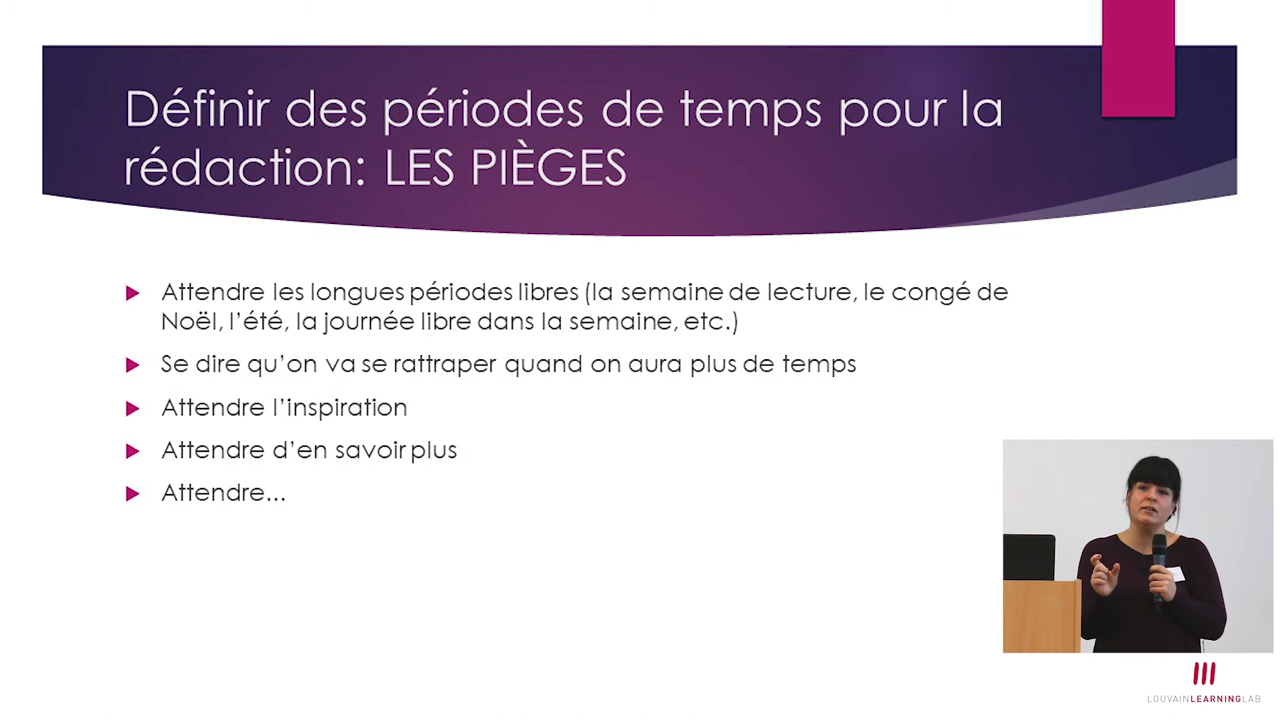 Définir des périodes de temps pour la
rédaction: LES PIÈGES
Attendre les longues périodes libres (la semaine de lecture, le congé de
Noël, l'été, la journée libre dans la semaine, etc.)
Se dire qu'on va se rattraper quand on aura plus de temps
Attendre l'inspiration
Attendre d'en savoir plus
Attendre...
LOUVAINLEARNINGLAB